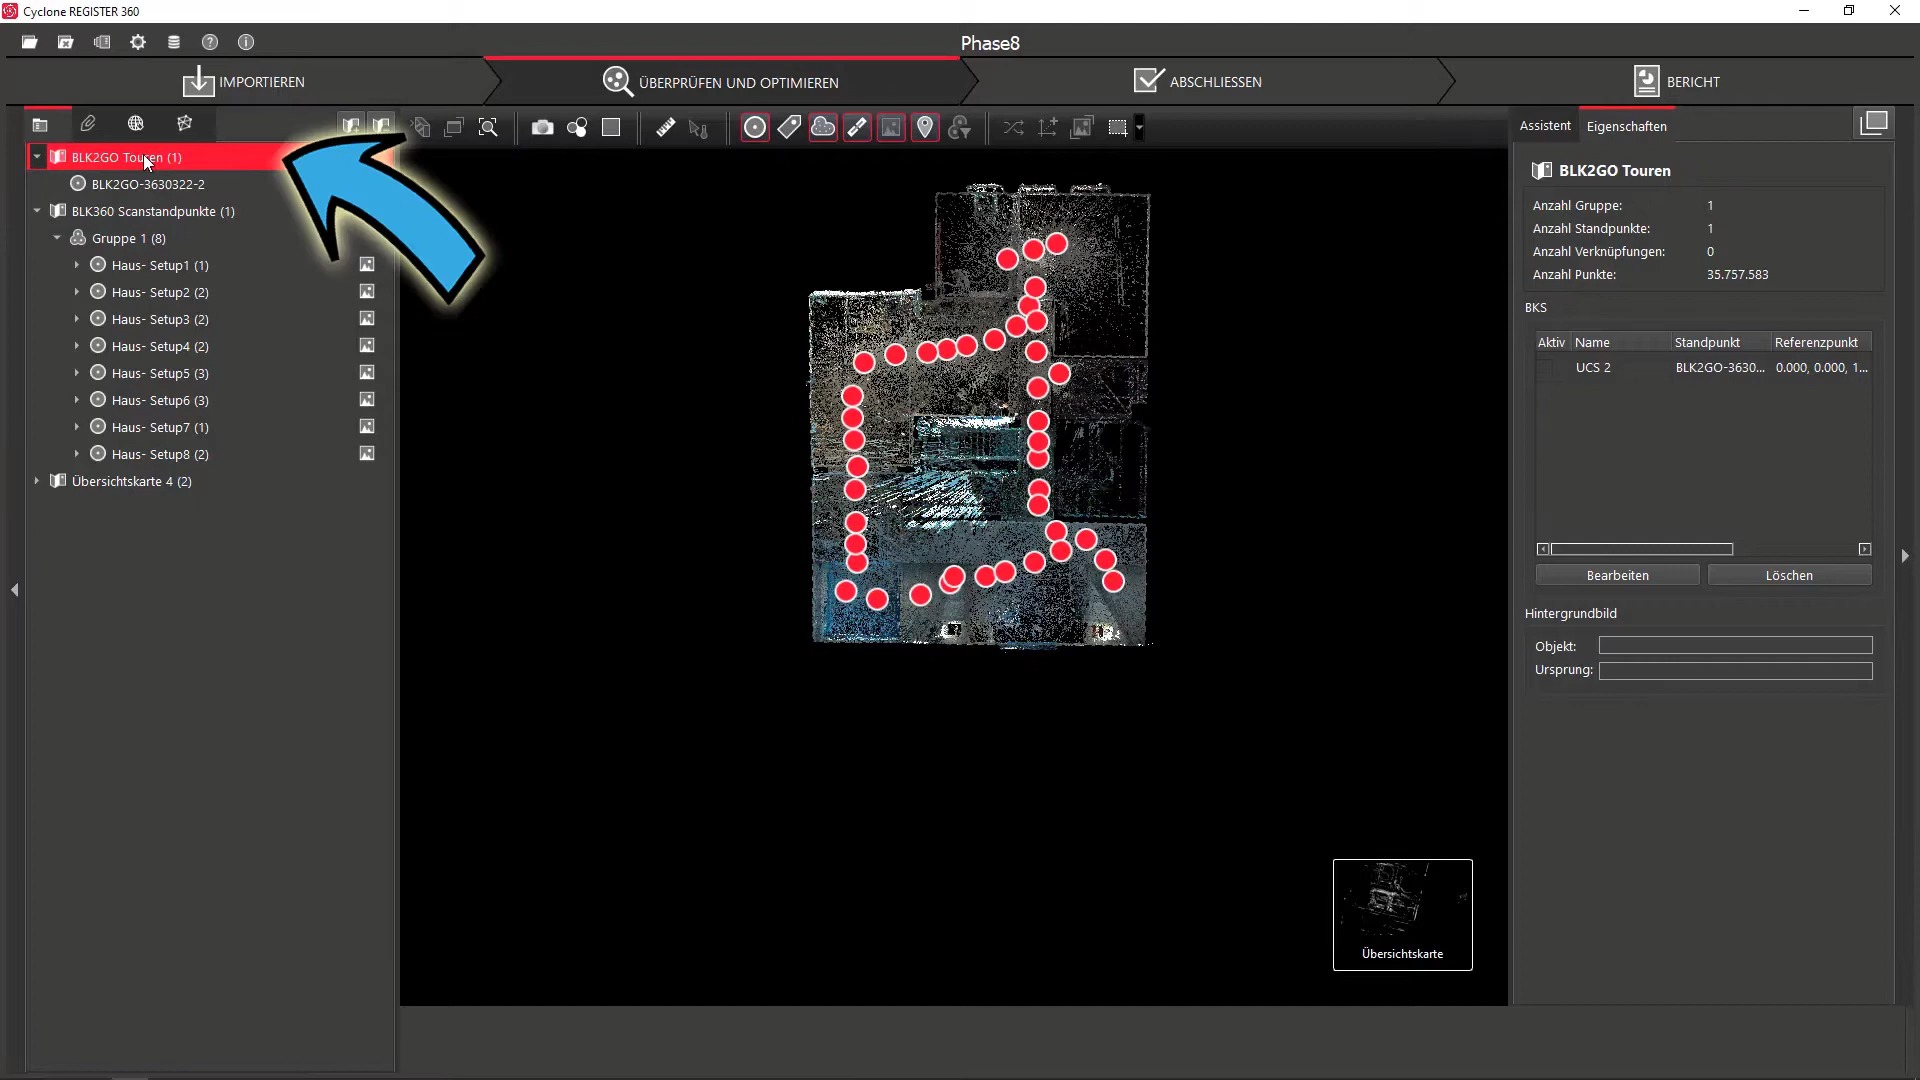 Cyclone REGISTER 360
Phase8
IMPORTIEREN
ÜBERPRÜFEN UND OPTIMIEREN
ABSCHLIESSEN
BERICHT
BLK2GO Touren (1)
BLK2GO-3630322-2
BLK360 Scanstandpunkte (1)
Gruppe 1 (8)
Haus- Setup1 (1)
Haus- Setup2 (2)
Haus- Setup3 (2)
Haus- Setup4 (2)
Haus- Setup5 (3)
Haus- Setup6 (3)
Haus- Setup7 (1)
Haus- Setup8 (2)
Übersichtskarte 4 (2)
Übersichtskarte
Assistent Eigenschaften
BLK2GO Touren
Anzahl Gruppe: 1
Anzahl Standpunkte: 1
Anzahl Verknüpfungen: 0
Anzahl Punkte: 35.757.583
BKS
Aktiv Name Standpunkt Referenzpunkt
UCS 2 BLK2GO-3630... 0.000, 0.000, 1...
Bearbeiten Löschen
Hintergrundbild
Objekt:
Ursprung: